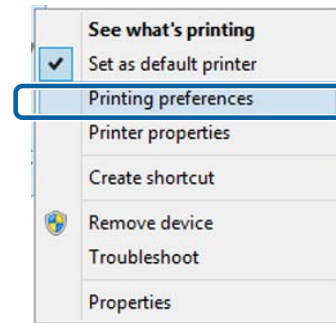 See what's printing
Set as default printer
Printing preferences
Printer properties
Create shortcut
Remove device
Troubleshoot
Properties